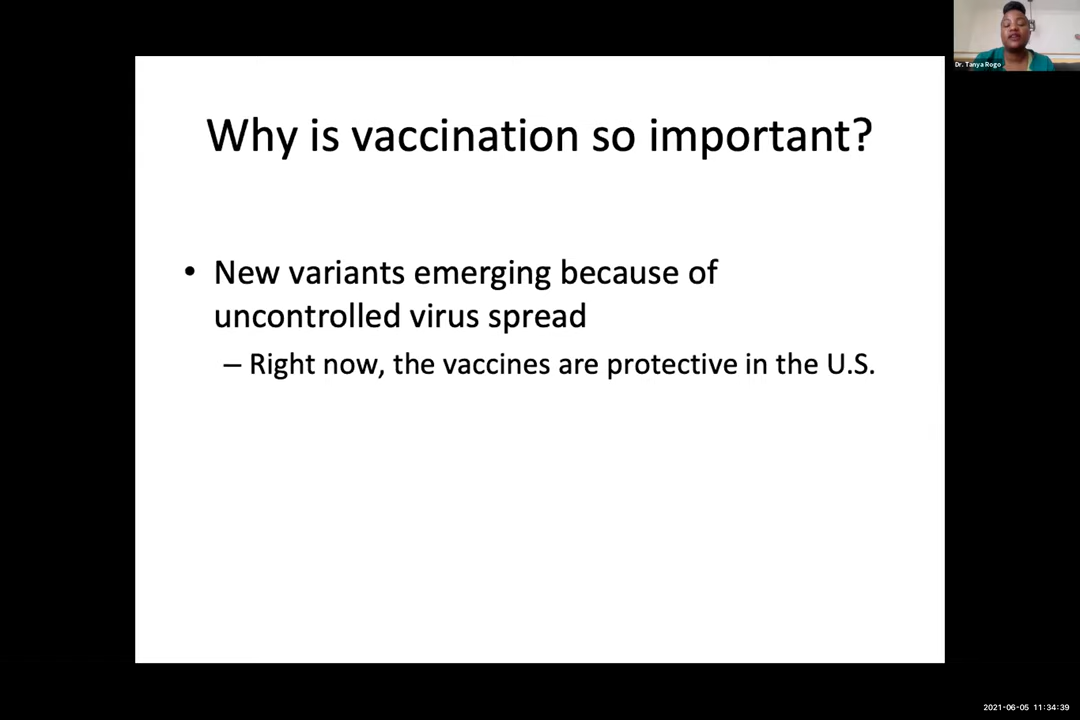 Dr. Tanya Rogo
Why is vaccination so important?
• New variants emerging because of
uncontrolled virus spread
– Right now, the vaccines are protective in the U.S.
2021-06-05 11:34:39